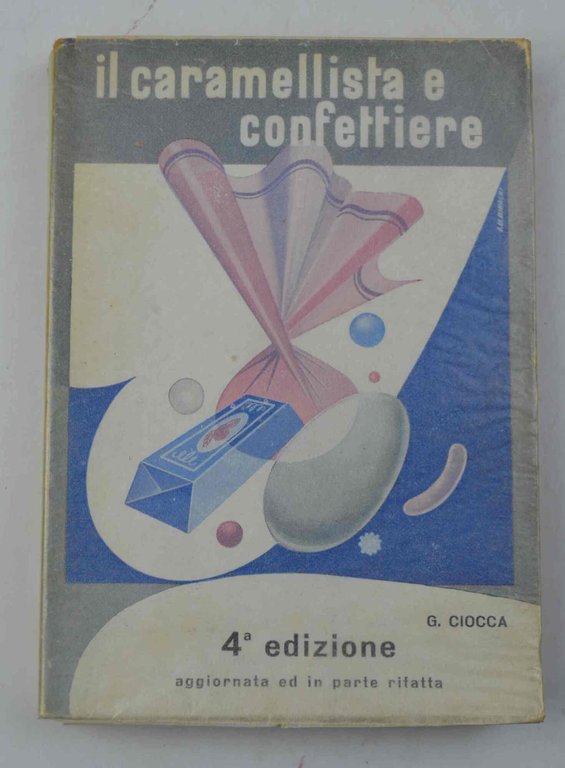 il caramellista e
confettiere
G. CIOCCA
4ª edizione
aggiornata ed in parte rifatta